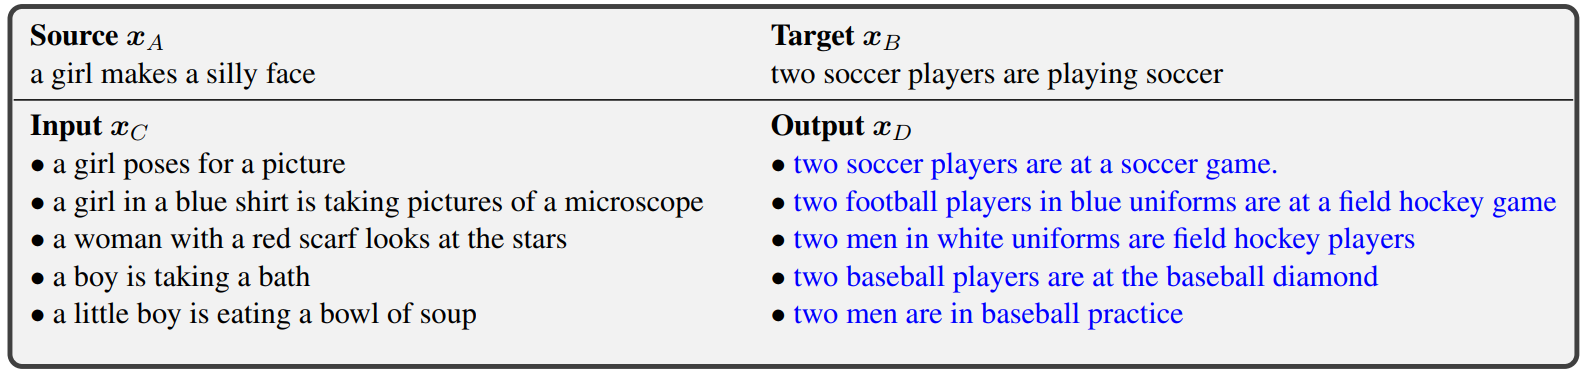 Source x_A
a girl makes a silly face
Target x_B
two soccer players are playing soccer
Input x_C
• a girl poses for a picture
• a girl in a blue shirt is taking pictures of a microscope
• a woman with a red scarf looks at the stars
• a boy is taking a bath
• a little boy is eating a bowl of soup
Output x_D
• two soccer players are at a soccer game.
• two football players in blue uniforms are at a field hockey game
• two men in white uniforms are field hockey players
• two baseball players are at the baseball diamond
• two men are in baseball practice